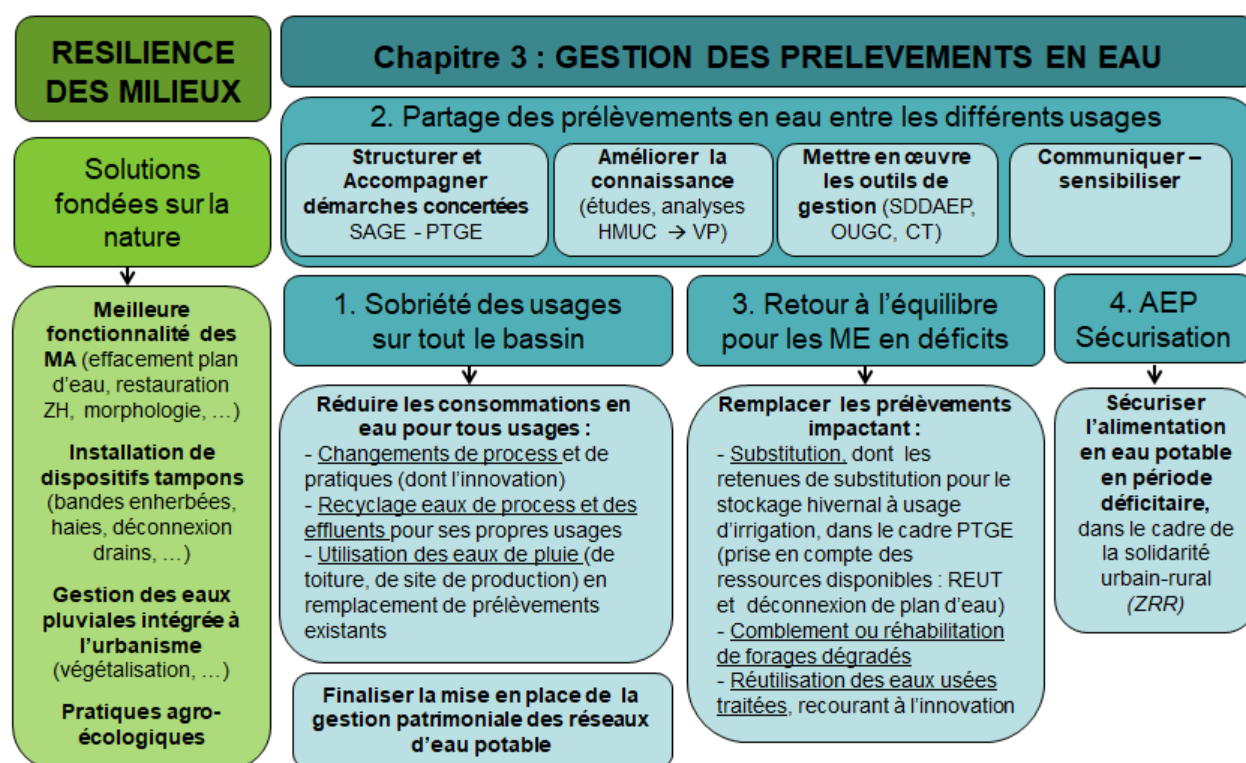 RESILIENCE
DES MILIEUX
Solutions
fondées sur la
nature
Meilleure
fonctionnalité des
MA (effacement plan
d'eau, restauration
ZH, morphologie, …)
Installation de
dispositifs tampons
(bandes enherbées,
haies, déconnexion
drains, …)
Gestion des eaux
pluviales intégrée à
l'urbanisme
(végétalisation, …)
Pratiques agro-
écologiques
Chapitre 3 : GESTION DES PRELEVEMENTS EN EAU
2. Partage des prélèvements en eau entre les différents usages
Structurer et
Accompagner
démarches concertées
SAGE - PTGE
Améliorer la
connaissance
(études, analyses
HMUC → VP)
Mettre en œuvre
les outils de
gestion (SDDAEP,
OUGC, CT)
Communiquer –
sensibiliser
1. Sobriété des usages
sur tout le bassin
Réduire les consommations en
eau pour tous usages :
- Changements de process et de
pratiques (dont l'innovation)
- Recyclage eaux de process et des
effluents pour ses propres usages
- Utilisation des eaux de pluie (de
toiture, de site de production) en
remplacement de prélèvements
existants
Finaliser la mise en place de la
gestion patrimoniale des réseaux
d'eau potable
3. Retour à l'équilibre
pour les ME en déficits
Remplacer les prélèvements
impactant :
- Substitution, dont les
retenues de substitution pour le
stockage hivernal à usage
d'irrigation, dans le cadre PTGE
(prise en compte des
ressources disponibles : REUT
et déconnexion de plan d'eau)
- Comblement ou réhabilitation
de forages dégradés
- Réutilisation des eaux usées
traitées, recourant à l'innovation
4. AEP
Sécurisation
Sécuriser
l'alimentation
en eau potable
en période
déficitaire,
dans le cadre de
la solidarité
urbain-rural
(ZRR)